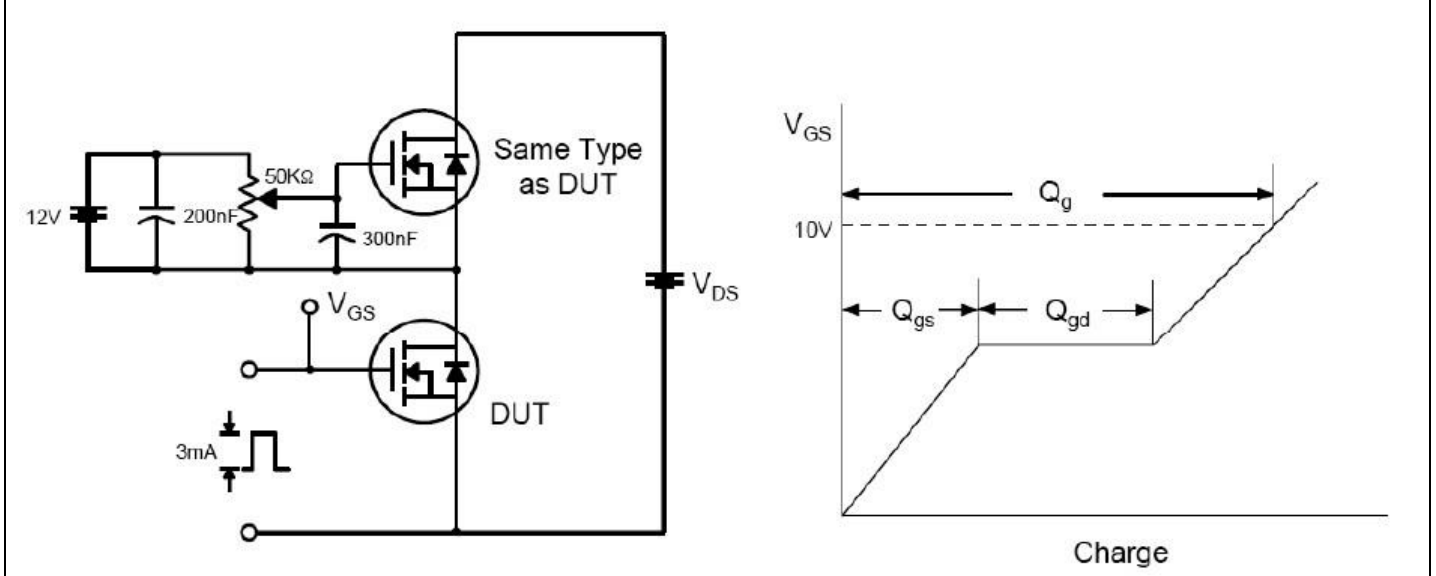 Same Type
as DUT
50KΩ
12V
200nF
300nF
VGS
VDS
DUT
3mA
VGS
Qg
10V
Qgs
Qgd
Charge